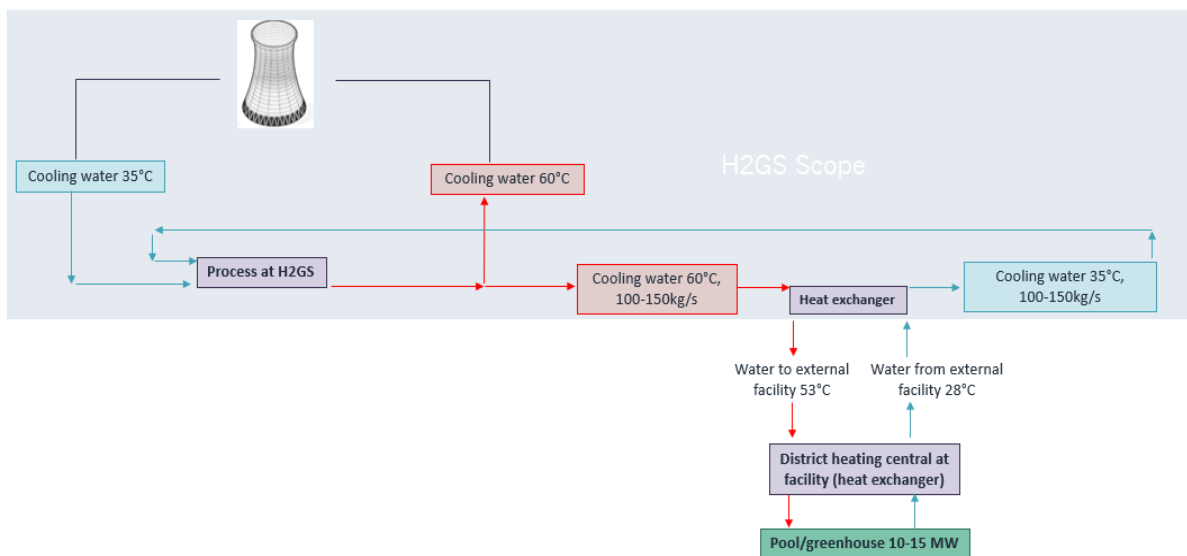 Cooling water 35°C
Cooling water 60°C
H2GS Scope
Process at H2GS
Cooling water 60°C,
100-150kg/s
Heat exchanger
Cooling water 35°C,
100-150kg/s
Water to external
facility 53°C
Water from external
facility 28°C
District heating central at
facility (heat exchanger)
Pool/greenhouse 10-15 MW